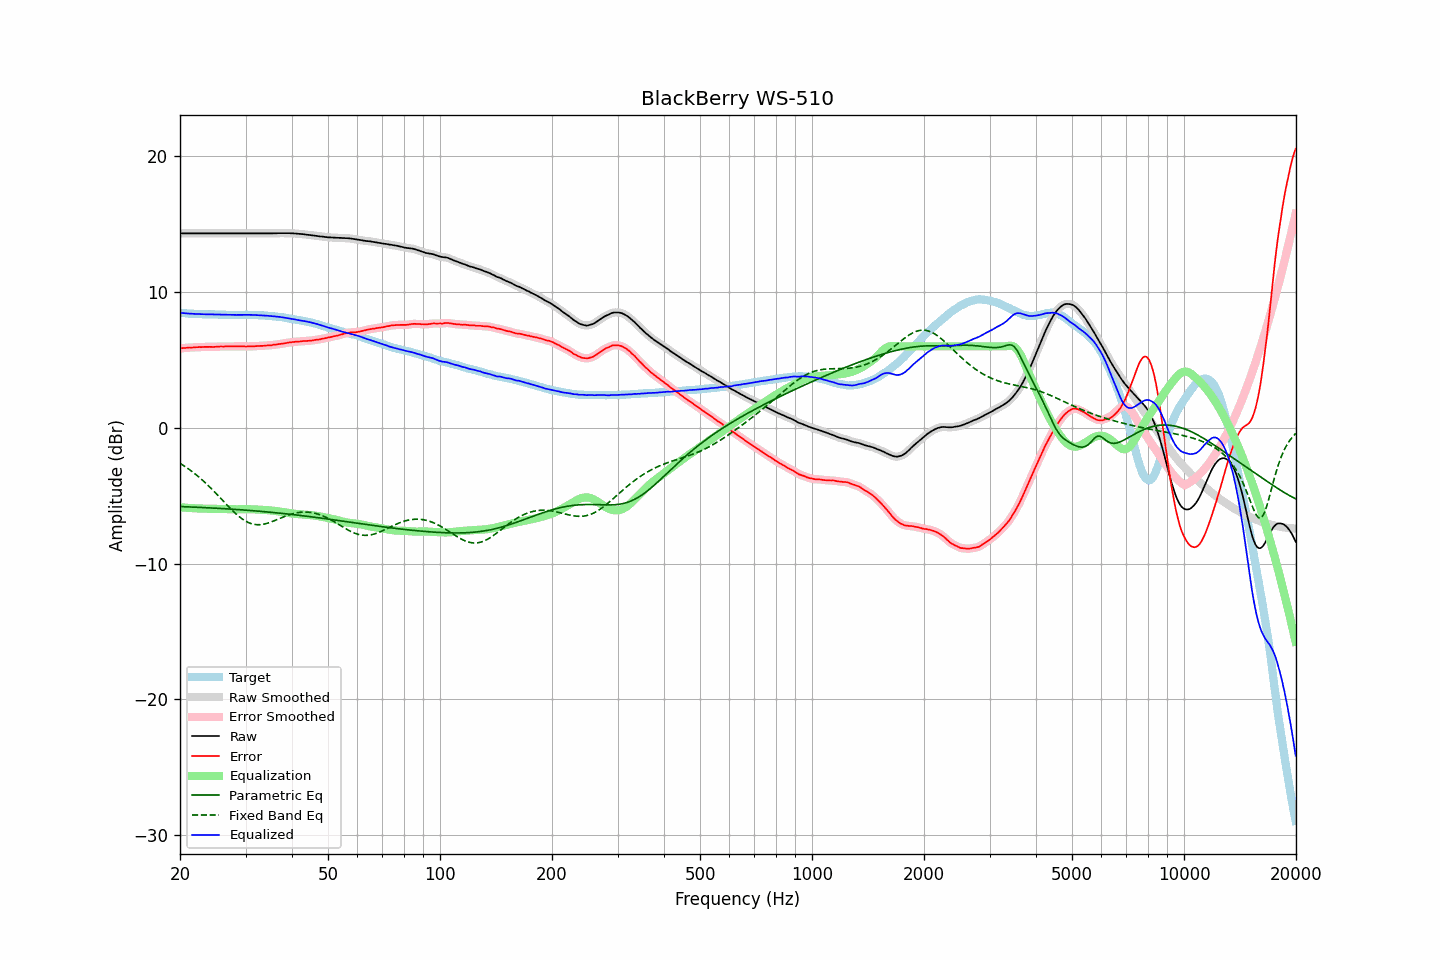 BlackBerry WS-510
Amplitude (dBr)
20
10
0
−10
−20
−30
Target
Raw Smoothed
Error Smoothed
Raw
Error
Equalization
Parametric Eq
Fixed Band Eq
Equalized
20 50 100 200 500 1000 2000 5000 10000 20000
Frequency (Hz)